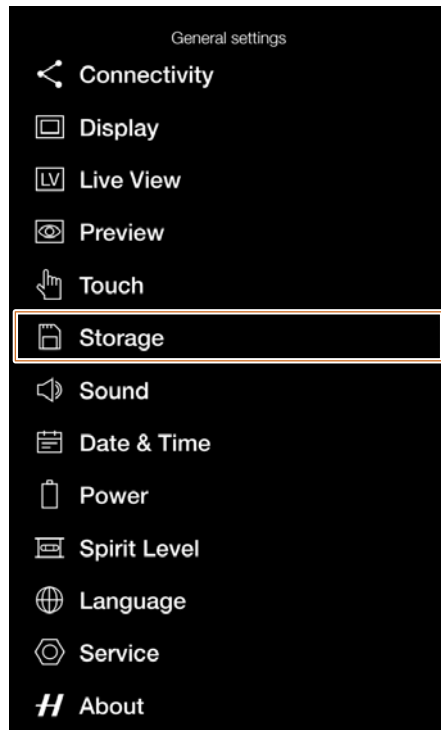 General settings
Connectivity
Display
LV Live View
Preview
Touch
Storage
Sound
Date & Time
Power
Spirit Level
Language
Service
H About